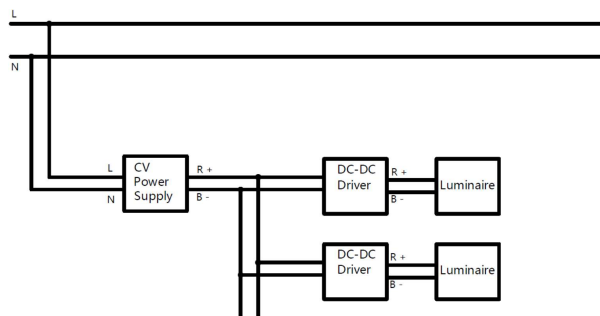 L
N
L
N
CV
Power
Supply
R +
B -
DC-DC
Driver
R +
B -
Luminaire
DC-DC
Driver
R +
B -
Luminaire